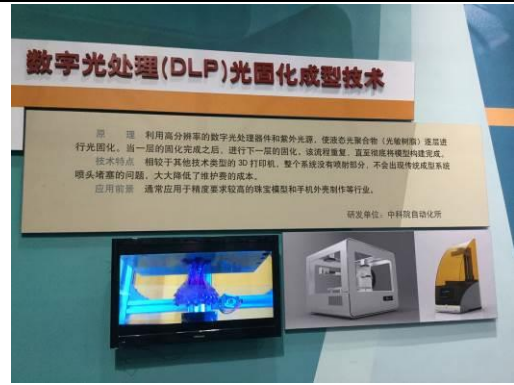 数字光处理(DLP)光固化成型技术
原 理 利用高分辨率的数字光处理器件和紫外光源，使液态光聚合物（光敏树脂）逐层进
行光固化，当一层的固化完成之后，进行下一层的固化，该流程重复，直至彻底将模型构建完成。
技术特点 相较于其他技术类型的3D打印机，整个系统没有喷射部分，不会出现传统成型系统
喷头堵塞的问题，大大降低了维护费的成本。
应用前景 通常应用于精度要求较高的珠宝模型和手机外壳制作等行业。
研发单位：中科院自动化所